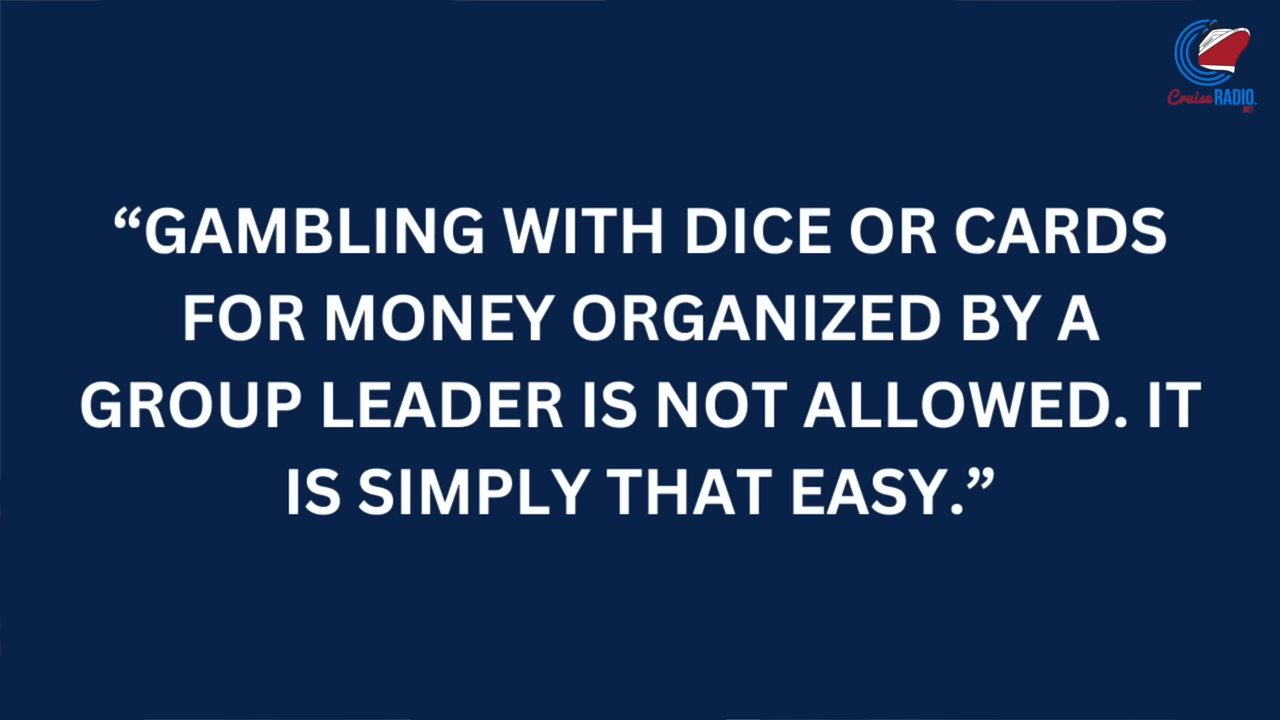 Cruise RADIO.
NET
“GAMBLING WITH DICE OR CARDS
FOR MONEY ORGANIZED BY A
GROUP LEADER IS NOT ALLOWED. IT
IS SIMPLY THAT EASY.”